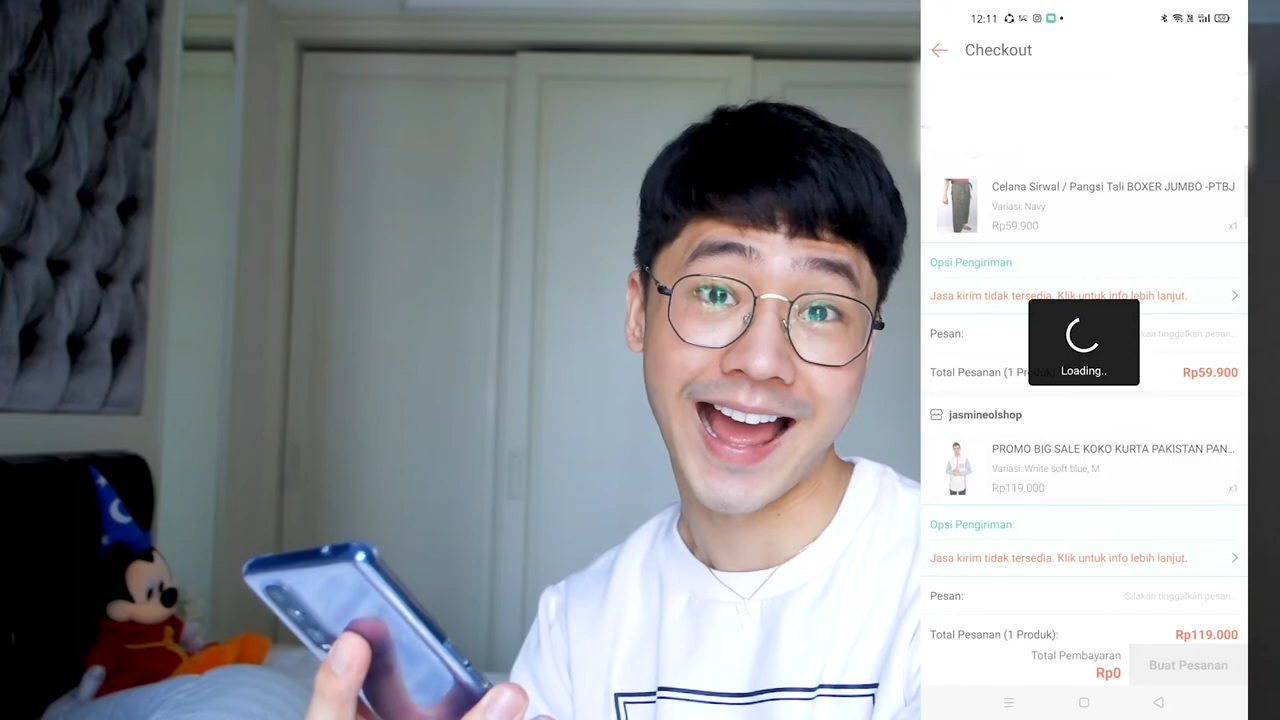 12:11
Checkout
Celana Sirwal / Pangsi Tali BOXER JUMBO -PTBJ
Variasi: Navy
Rp59.900
x1
Opsi Pengiriman
Jasa kirim tidak tersedia. Klik untuk info lebih lanjut.
Pesan:
tinggalkan pesan...
Loading..
Total Pesanan (1
Rp59.900
jasmineolshop
PROMO BIG SALE KOKO KURTA PAKISTAN PAN...
Variasi: White soft blue, M
Rp119.000
x1
Opsi Pengiriman
Jasa kirim tidak tersedia. Klik untuk info lebih lanjut.
Pesan:
Silakan tinggalkan pesan...
Total Pesanan (1 Produk):
Rp119.000
Total Pembayaran
Rp0
Buat Pesanan